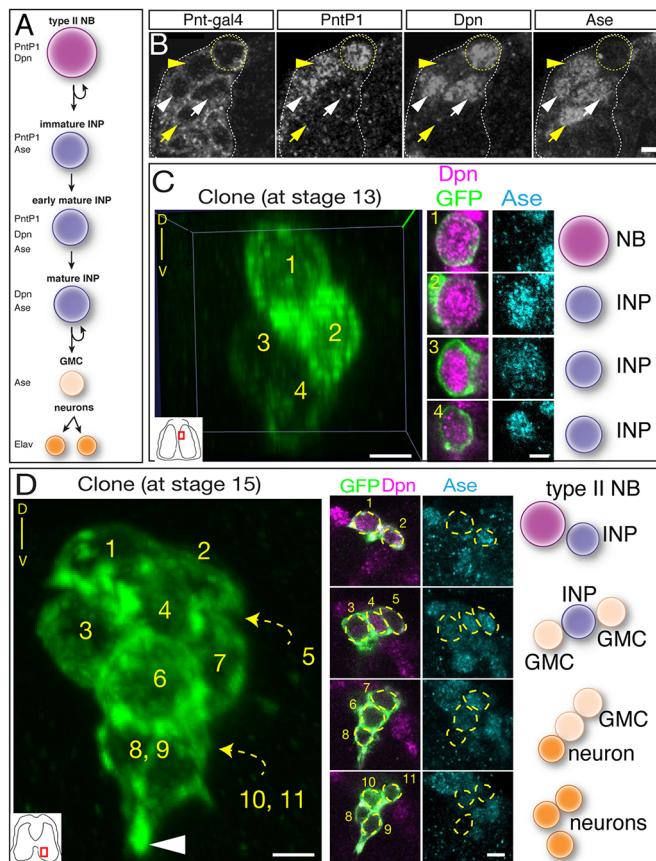 A
type II NB
PntP1
Dpn
immature INP
PntP1
Ase
early mature INP
PntP1
Dpn
Ase
mature INP
Dpn
Ase
GMC
Ase
neurons
Elav
B
Pnt-gal4
PntP1
Dpn
Ase
C
Clone (at stage 13)
D
V
1
2
3
4
Dpn
GFP
Ase
1
NB
2
INP
3
INP
4
INP
D
Clone (at stage 15)
D
V
1
2
3
4
5
6
7
8, 9
10, 11
GFP Dpn
Ase
type II NB
1
2
INP
3
4
5
INP
GMC
GMC
7
6
8
GMC
neuron
10
11
8
9
neurons